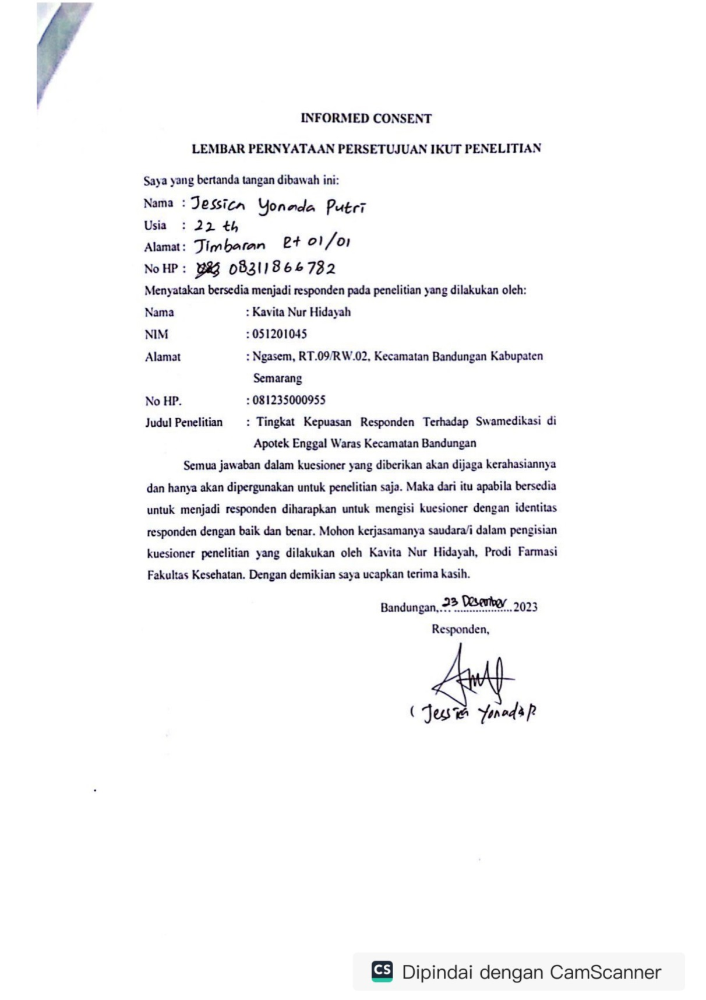 INFORMED CONSENT
LEMBAR PERNYATAAN PERSETUJUAN IKUT PENELITIAN
Saya yang bertanda tangan dibawah ini:
Nama : Jessica Yonada Putri
Usia : 22 th
Alamat : Jimbaran Rt 01/01
No HP : 08311866782
Menyatakan bersedia menjadi responden pada penelitian yang dilakukan oleh:
Nama : Kavita Nur Hidayah
NIM : 051201045
Alamat : Ngasem, RT.09/RW.02, Kecamatan Bandungan Kabupaten
Semarang
No HP. : 081235000955
Judul Penelitian : Tingkat Kepuasan Responden Terhadap Swamedikasi di
Apotek Enggal Waras Kecamatan Bandungan
Semua jawaban dalam kuesioner yang diberikan akan dijaga kerahasiannya
dan hanya akan dipergunakan untuk penelitian saja. Maka dari itu apabila bersedia
untuk menjadi responden diharapkan untuk mengisi kuesioner dengan identitas
responden dengan baik dan benar. Mohon kerjasamanya saudara/i dalam pengisian
kuesioner penelitian yang dilakukan oleh Kavita Nur Hidayah, Prodi Farmasi
Fakultas Kesehatan. Dengan demikian saya ucapkan terima kasih.
Bandungan, 23 Desember 2023
Responden,
( Jessica Yonada P.
CS Dipindai dengan CamScanner